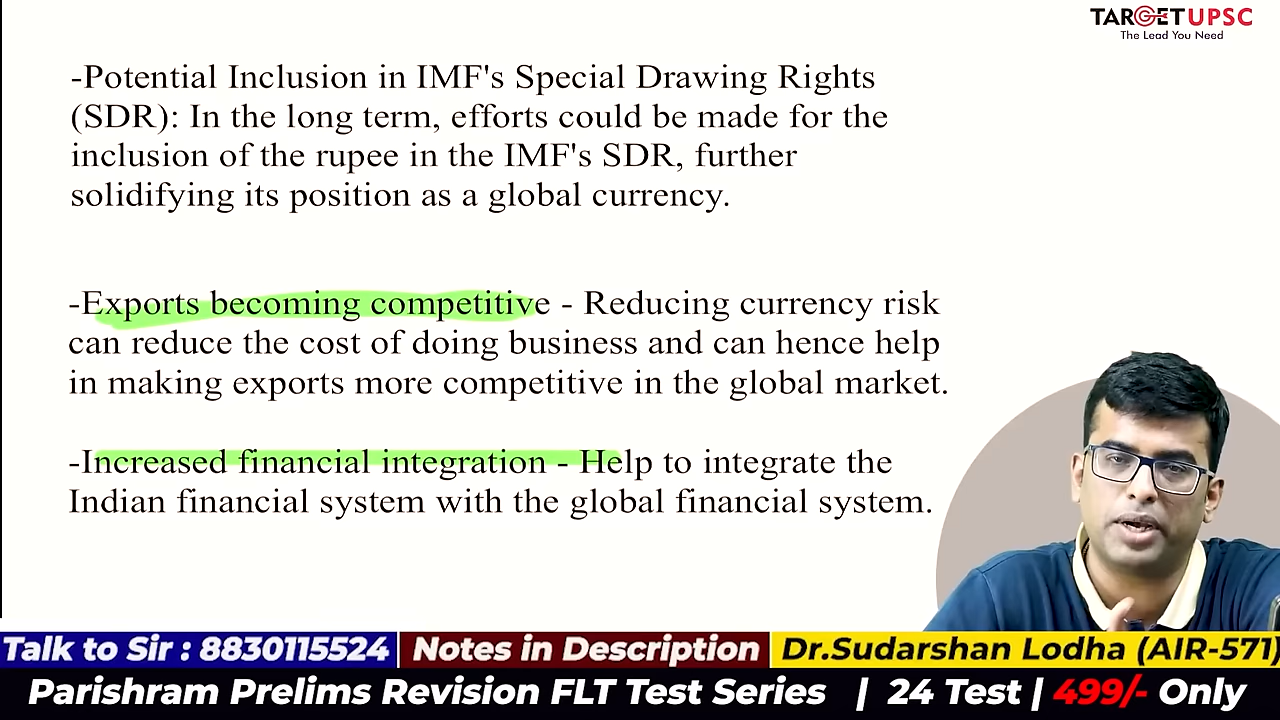 TARGETUPSC
The Lead You Need
-Potential Inclusion in IMF's Special Drawing Rights
(SDR): In the long term, efforts could be made for the
inclusion of the rupee in the IMF's SDR, further
solidifying its position as a global currency.
-Exports becoming competitive - Reducing currency risk
can reduce the cost of doing business and can hence help
in making exports more competitive in the global market.
-Increased financial integration - Help to integrate the
Indian financial system with the global financial system.
Talk to Sir : 8830115524 Notes in Description Dr.Sudarshan Lodha (AIR-571)
Parishram Prelims Revision FLT Test Series | 24 Test | 499/- Only